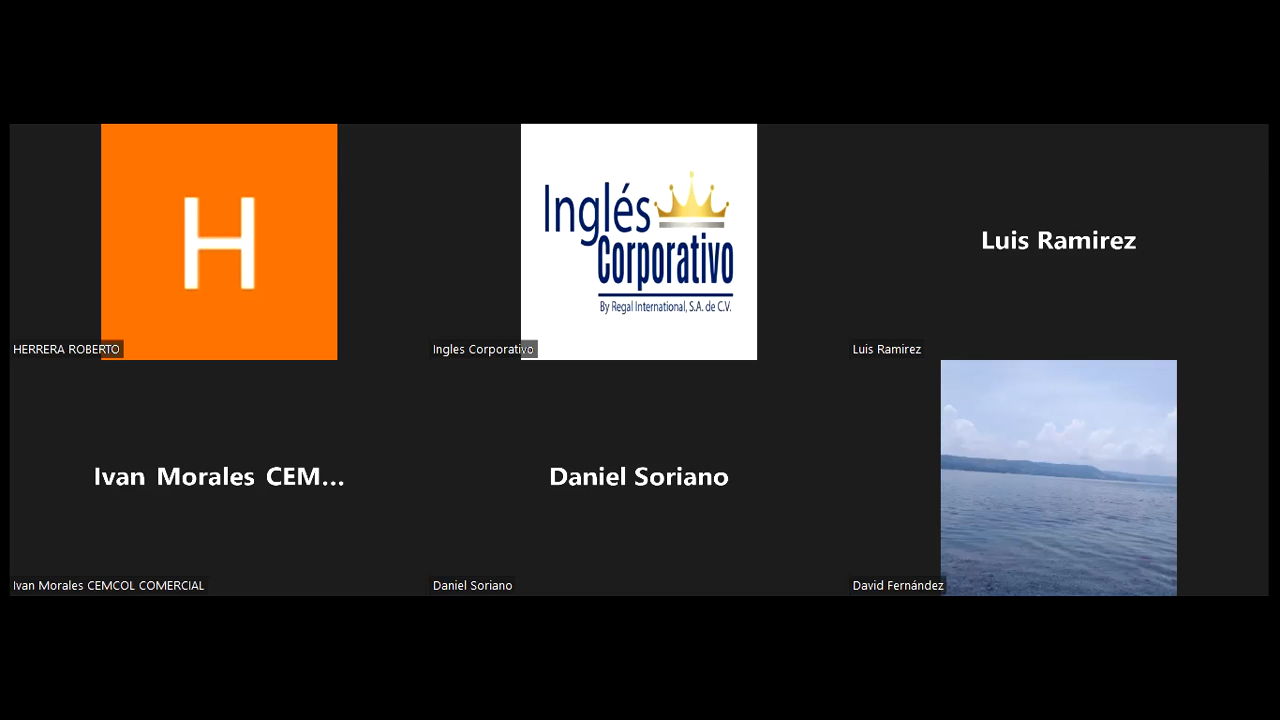 H
HERRERA ROBERTO
Inglés
Corporativo
By Regal International, S.A. de C.V.
Ingles Corporativo
Luis Ramirez
Luis Ramirez
Ivan Morales CEM...
Ivan Morales CEMCOL COMERCIAL
Daniel Soriano
Daniel Soriano
David Fernández